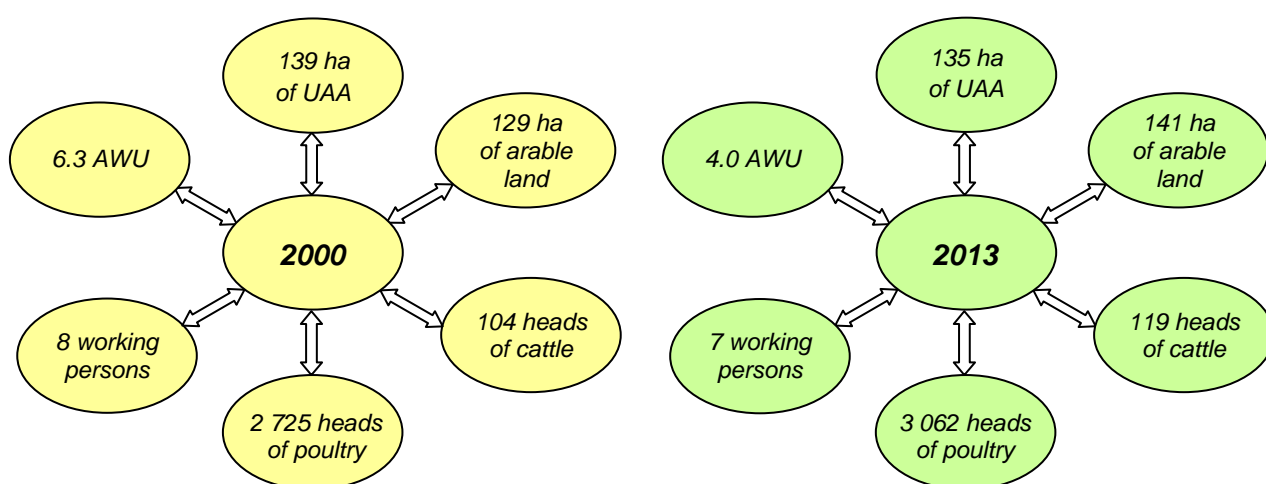 139 ha
of UAA
6.3 AWU
129 ha
of arable
land
2000
8 working
persons
104 heads
of cattle
2 725 heads
of poultry
135 ha
of UAA
4.0 AWU
141 ha
of arable
land
2013
7 working
persons
119 heads
of cattle
3 062 heads
of poultry